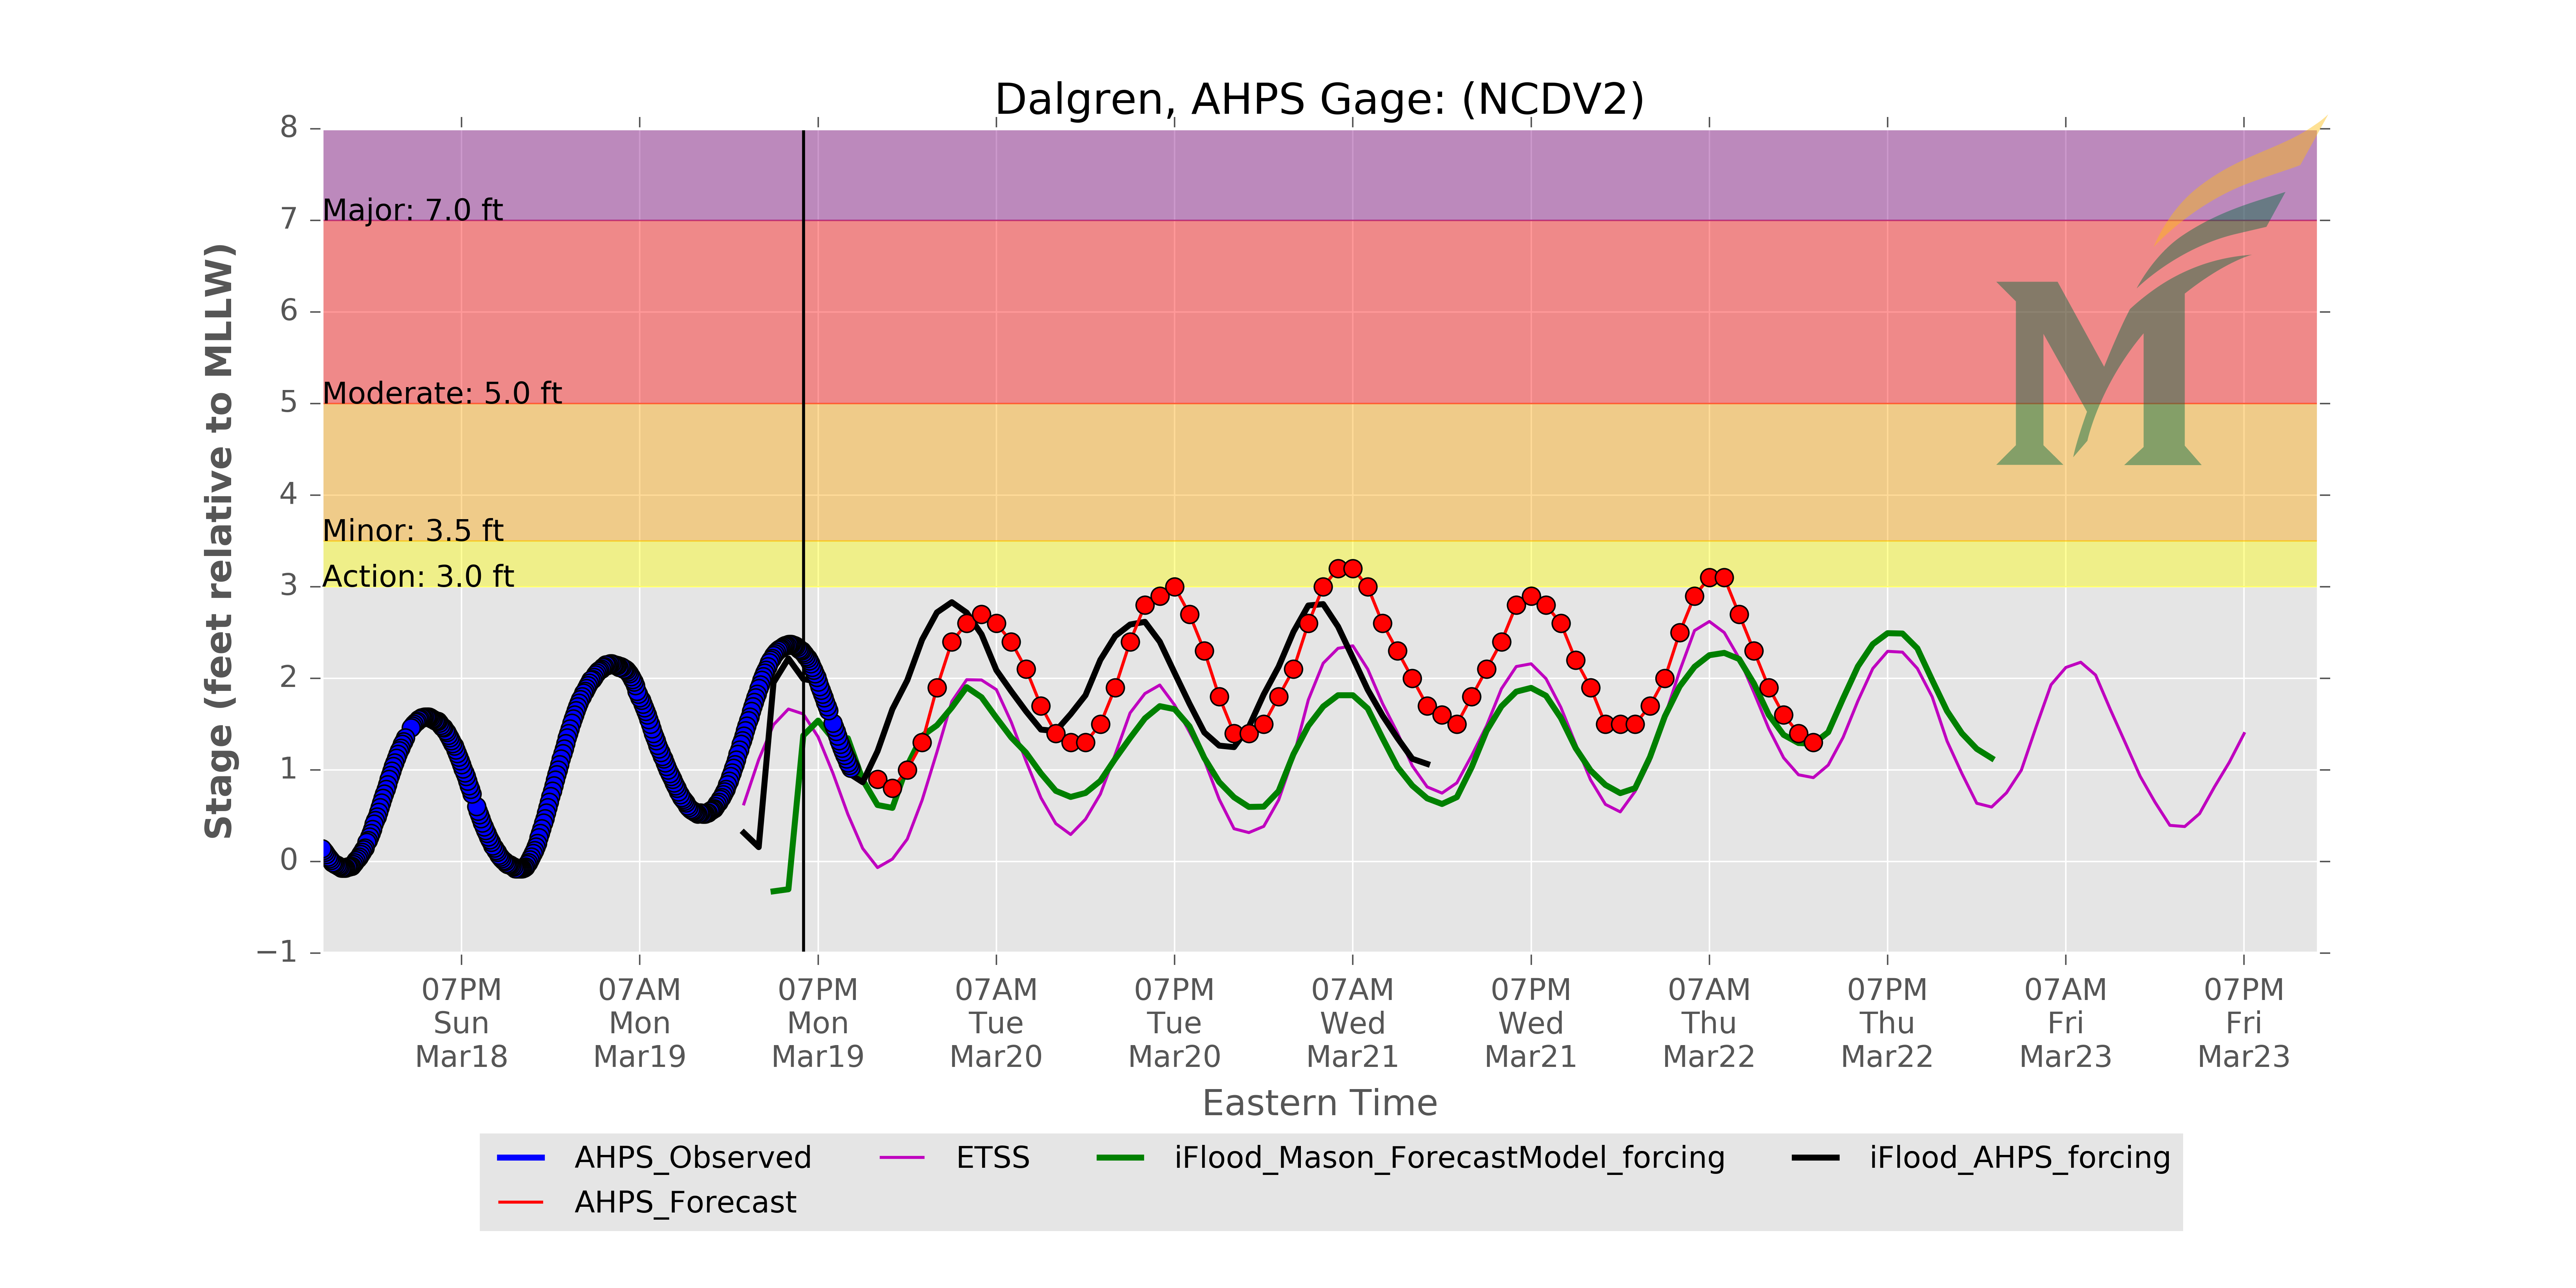 Dalgren, AHPS Gage: (NCDV2)
Stage (feet relative to MLLW)
8
7
6
5
4
3
2
1
0
−1
Major: 7.0 ft
Moderate: 5.0 ft
Minor: 3.5 ft
Action: 3.0 ft
M
07PM 07AM 07PM 07AM 07PM 07AM 07PM 07AM 07PM 07AM 07PM
Sun Mon Mon Tue Tue Wed Wed Thu Thu Fri Fri
Mar18 Mar19 Mar19 Mar20 Mar20 Mar21 Mar21 Mar22 Mar22 Mar23 Mar23
Eastern Time
AHPS_Observed ETSS iFlood_Mason_ForecastModel_forcing iFlood_AHPS_forcing
AHPS_Forecast